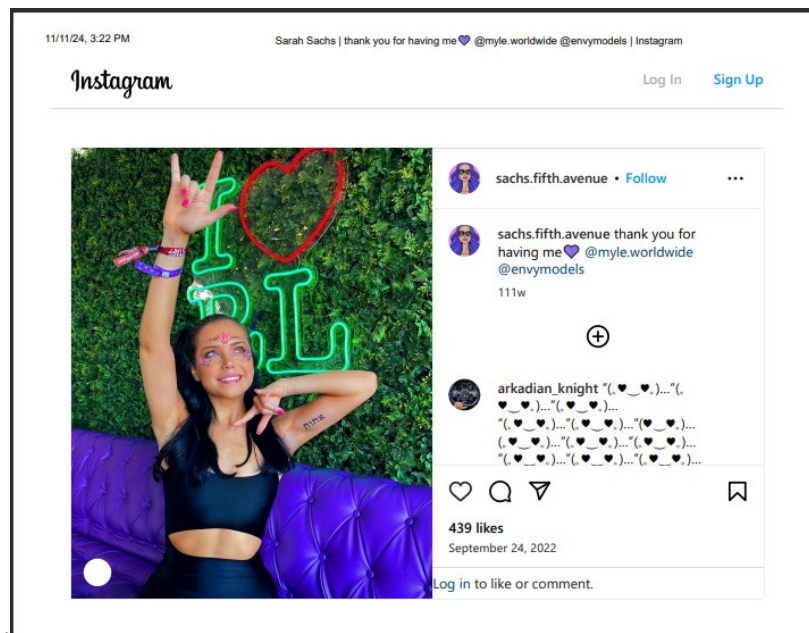 11/11/24, 3:22 PM
Sarah Sachs | thank you for having me💜 @myle.worldwide @envymodels | Instagram
Instagram
Log In
Sign Up
I
sachs.fifth.avenue • Follow
sachs.fifth.avenue thank you for
having me💜 @myle.worldwide
@envymodels
111w
arkadian_knight “(｡♥‿♥｡)...“(｡
♥‿♥｡)...“(｡♥‿♥｡)...
“(｡♥‿♥｡)...“(｡♥‿♥｡)...“(♥‿♥｡)...
(｡♥‿♥｡)...“(｡♥‿♥｡)...“(｡♥‿♥｡)...
“(｡♥‿♥｡)...“(｡♥‿♥｡)...“(｡♥‿♥｡)...
439 likes
September 24, 2022
Log in to like or comment.